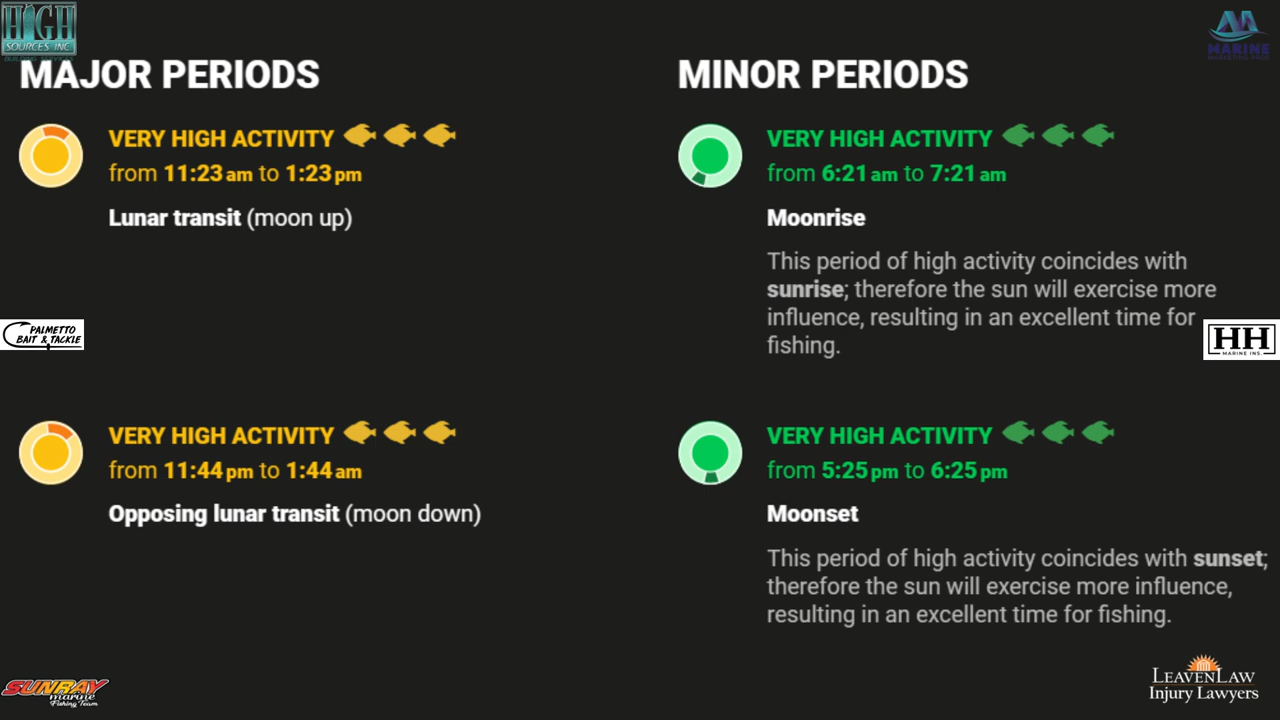 HIGH
SOURCES INC.
BUILDING SERVICES
MAJOR PERIODS
VERY HIGH ACTIVITY
from 11:23 am to 1:23 pm
Lunar transit (moon up)
PALMETTO
BAIT & TACKLE
VERY HIGH ACTIVITY
from 11:44 pm to 1:44 am
Opposing lunar transit (moon down)
SUNRAY
marine
Fishing Team
MARINE
MARKETING PROS
MINOR PERIODS
VERY HIGH ACTIVITY
from 6:21 am to 7:21 am
Moonrise
This period of high activity coincides with
sunrise; therefore the sun will exercise more
influence, resulting in an excellent time for
fishing.
HH
MARINE INS.
VERY HIGH ACTIVITY
from 5:25 pm to 6:25 pm
Moonset
This period of high activity coincides with sunset;
therefore the sun will exercise more influence,
resulting in an excellent time for fishing.
LEAVENLAW
Injury Lawyers